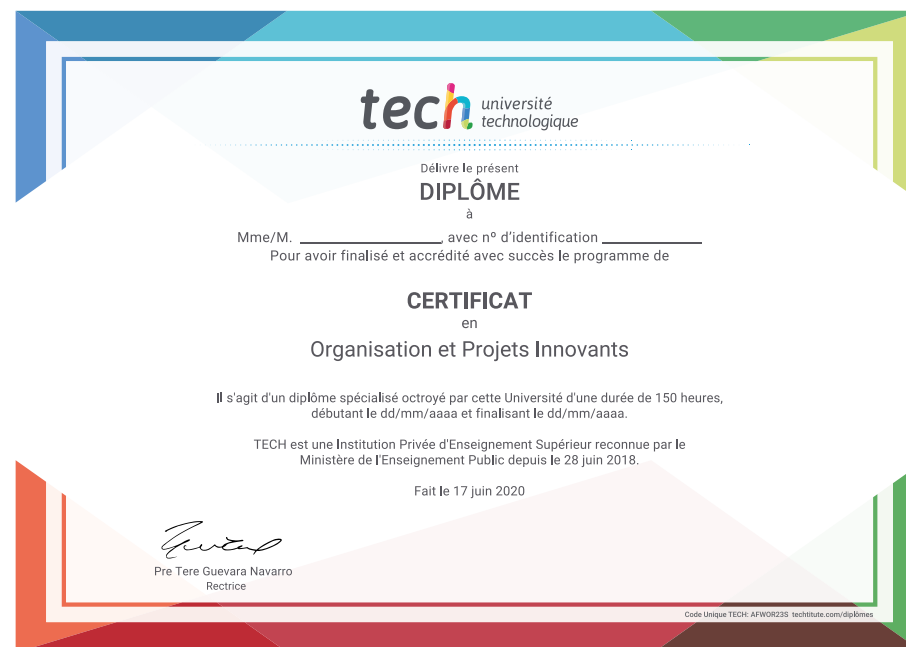 tech université
technologique
Délivre le présent
DIPLÔME
à
Mme/M. ____________________, avec nº d'identification ______________
Pour avoir finalisé et accrédité avec succès le programme de
CERTIFICAT
en
Organisation et Projets Innovants
Il s'agit d'un diplôme spécialisé octroyé par cette Université d'une durée de 150 heures,
débutant le dd/mm/aaaa et finalisant le dd/mm/aaaa.
TECH est une Institution Privée d'Enseignement Supérieur reconnue par le
Ministère de l'Enseignement Public depuis le 28 juin 2018.
Fait le 17 juin 2020
Pre Tere Guevara Navarro
Rectrice
Code Unique TECH: AFWOR23S techtitute.com/diplômes